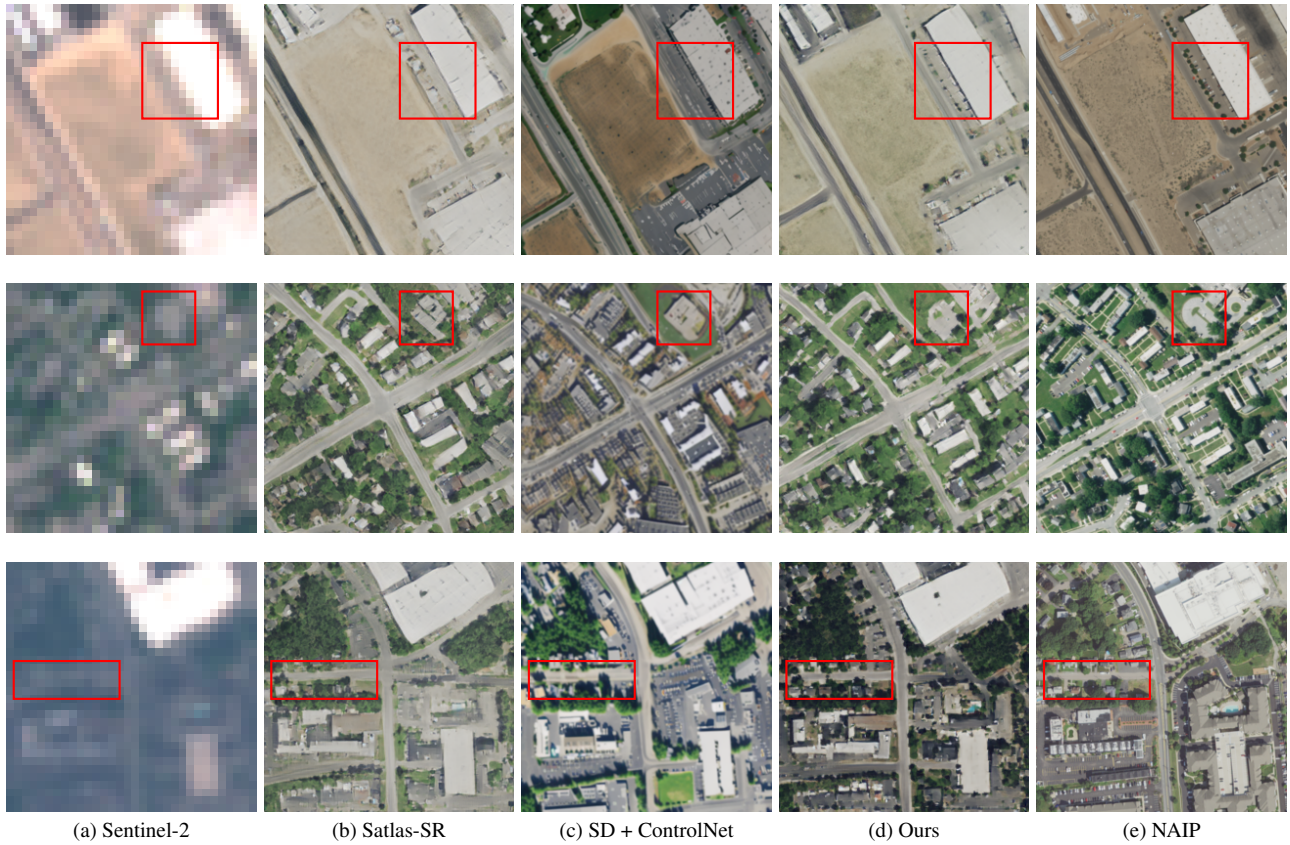 (a) Sentinel-2
(b) Satlas-SR
(c) SD + ControlNet
(d) Ours
(e) NAIP